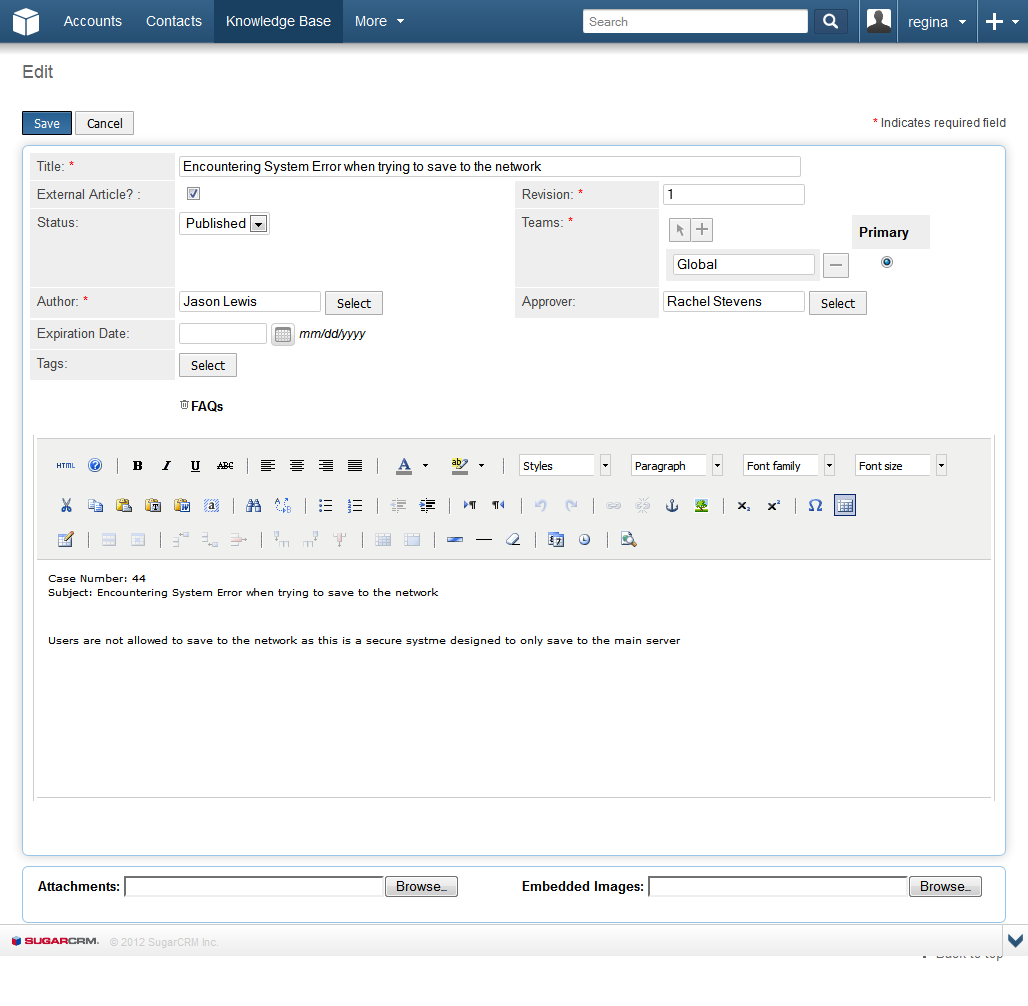 Accounts Contacts Knowledge Base More Search regina
Edit
Save Cancel * Indicates required field
Title: * Encountering System Error when trying to save to the network
External Article? : Revision: * 1
Status: Published Teams: * Primary
Global
Author: * Jason Lewis Select Approver: Rachel Stevens Select
Expiration Date: mm/dd/yyyy
Tags: Select
FAQs
HTML B I U ABC A ab Styles Paragraph Font family Font size
Case Number: 44
Subject: Encountering System Error when trying to save to the network
Users are not allowed to save to the network as this is a secure systme designed to only save to the main server
Attachments: Browse_ Embedded Images: Browse_
SUGARCRM. © 2012 SugarCRM Inc.
Back to top